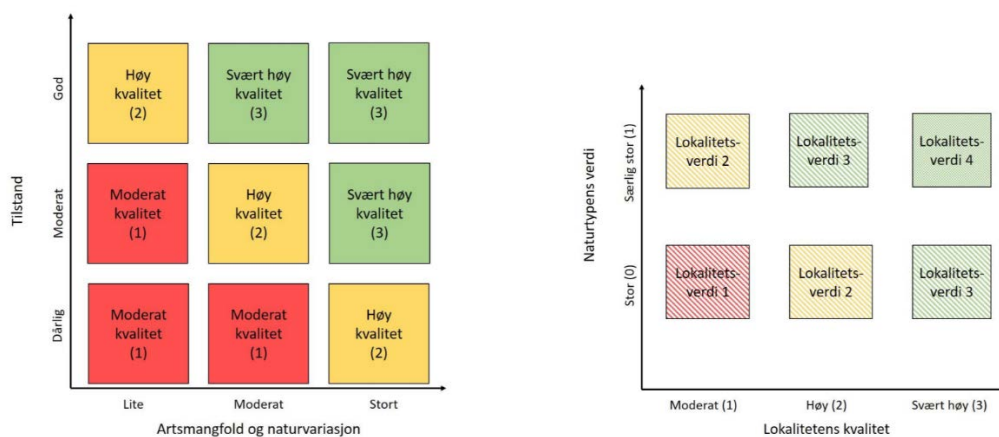 Tilstand
God
Høy
kvalitet
(2)
Svært høy
kvalitet
(3)
Svært høy
kvalitet
(3)
Moderat
Moderat
kvalitet
(1)
Høy
kvalitet
(2)
Svært høy
kvalitet
(3)
Dårlig
Moderat
kvalitet
(1)
Moderat
kvalitet
(1)
Høy
kvalitet
(2)
Lite
Moderat
Stort
Artsmangfold og naturvariasjon
Naturtypens verdi
Særlig stor (1)
Lokalitets-
verdi 2
Lokalitets-
verdi 3
Lokalitets-
verdi 4
Stor (0)
Lokalitets-
verdi 1
Lokalitets-
verdi 2
Lokalitets-
verdi 3
Moderat (1)
Høy (2)
Svært høy (3)
Lokalitetens kvalitet